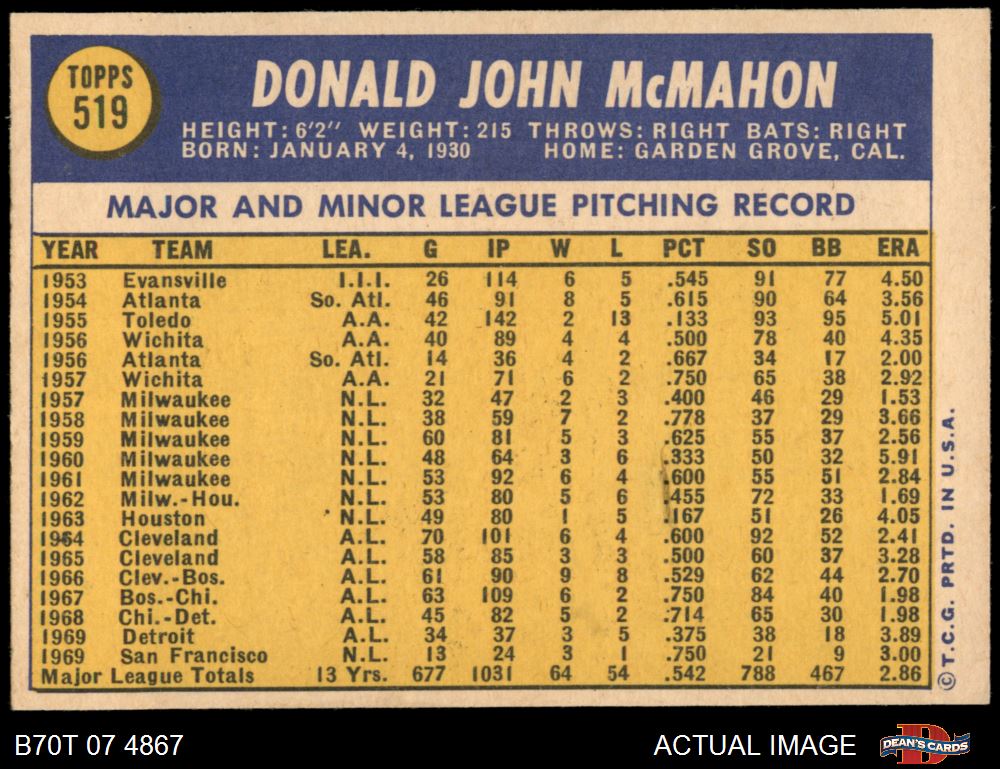 TOPPS
519
DONALD JOHN McMAHON
HEIGHT: 6'2" WEIGHT: 215 THROWS: RIGHT BATS: RIGHT
BORN: JANUARY 4, 1930 HOME: GARDEN GROVE, CAL.
MAJOR AND MINOR LEAGUE PITCHING RECORD
YEAR TEAM LEA. G IP W L PCT SO BB ERA
1953 Evansville I.I.I. 26 114 6 5 .545 91 77 4.50
1954 Atlanta So. Atl. 46 91 8 5 .615 90 64 3.56
1955 Toledo A.A. 42 142 2 13 .133 93 95 5.01
1956 Wichita A.A. 40 89 4 4 .500 78 40 4.35
1956 Atlanta So. Atl. 14 36 4 2 .667 34 17 2.00
1957 Wichita A.A. 21 71 6 2 .750 65 38 2.92
1957 Milwaukee N.L. 32 47 2 3 .400 46 29 1.53
1958 Milwaukee N.L. 38 59 7 2 .778 37 29 3.66
1959 Milwaukee N.L. 60 81 5 3 .625 55 37 2.56
1960 Milwaukee N.L. 48 64 3 6 .333 50 32 5.91
1961 Milwaukee N.L. 53 92 6 4 .600 55 51 2.84
1962 Milw.-Hou. N.L. 53 80 5 6 .455 72 33 1.69
1963 Houston N.L. 49 80 1 5 .167 51 26 4.05
1964 Cleveland A.L. 70 101 6 4 .600 92 52 2.41
1965 Cleveland A.L. 58 85 3 3 .500 60 37 3.28
1966 Clev.-Bos. A.L. 61 90 9 8 .529 62 44 2.70
1967 Bos.-Chi. A.L. 63 109 6 2 .750 84 40 1.98
1968 Chi.-Det. A.L. 45 82 5 2 .714 65 30 1.98
1969 Detroit A.L. 34 37 3 5 .375 38 18 3.89
1969 San Francisco N.L. 13 24 3 1 .750 21 9 3.00
Major League Totals 13 Yrs. 677 1031 64 54 .542 788 467 2.86
©T.C.G. PRTD. IN U.S.A.
B70T 07 4867
ACTUAL IMAGE
DEAN'S CARDS